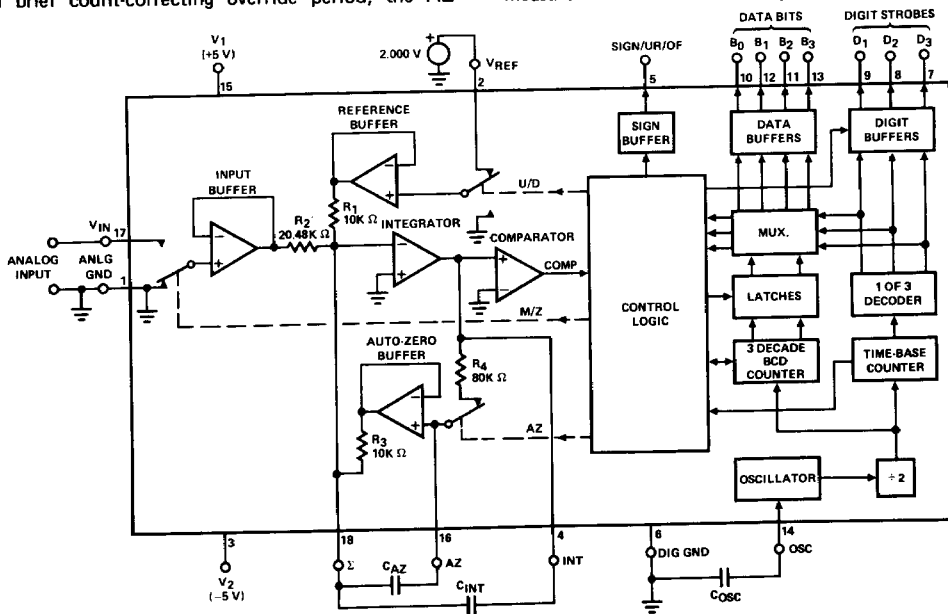 brief count-correcting override period, the
DATA BITS DIGIT STROBES
V1 (+5 V)
2.000 V
VREF
SIGN/UR/OF
B0 B1 B2 B3 D1 D2 D3
15
2
5
10 12 11 13 9 8 7
REFERENCE BUFFER
SIGN BUFFER
DATA BUFFERS
DIGIT BUFFERS
INPUT BUFFER
U/D
R1 10K Ω
VIN 17
R2 20.48K Ω
INTEGRATOR
MUX.
COMPARATOR
ANALOG INPUT
ANLG GND
1
COMP
CONTROL LOGIC
LATCHES
1 OF 3 DECODER
M/Z
AUTO-ZERO BUFFER
R4 80K Ω
3 DECADE BCD COUNTER
TIME-BASE COUNTER
R3 10K Ω
AZ
OSCILLATOR
÷ 2
3
18
16
4
6
14
V2 (−5 V)
Σ
CAZ
AZ
INT
DIG GND
OSC
CINT
COSC